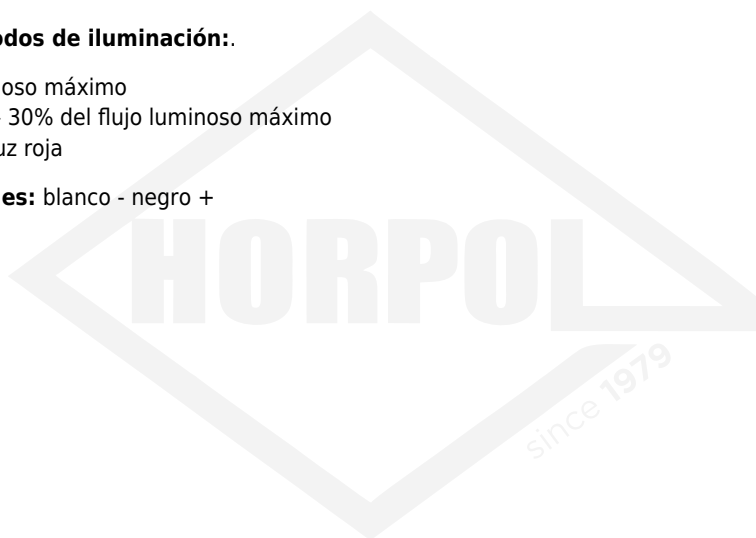 odos de iluminación:.
oso máximo
30% del flujo luminoso máximo
uz roja
es: blanco - negro +
HORPOL
since 1979